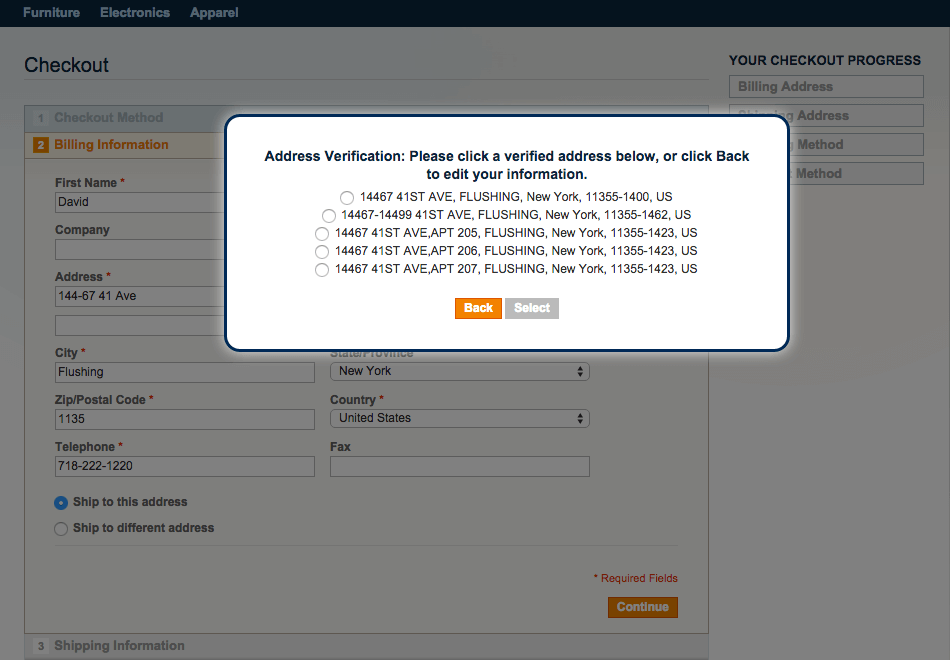 Furniture Electronics Apparel
Checkout
YOUR CHECKOUT PROGRESS
Billing Address
Address
Method
Method
1 Checkout Method
2 Billing Information
Address Verification: Please click a verified address below, or click Back
to edit your information.
14467 41ST AVE, FLUSHING, New York, 11355-1400, US
14467-14499 41ST AVE, FLUSHING, New York, 11355-1462, US
14467 41ST AVE,APT 205, FLUSHING, New York, 11355-1423, US
14467 41ST AVE,APT 206, FLUSHING, New York, 11355-1423, US
14467 41ST AVE,APT 207, FLUSHING, New York, 11355-1423, US
Back Select
First Name *
David
Company
Address *
144-67 41 Ave
City * State/Province
Flushing New York
Zip/Postal Code * Country *
1135 United States
Telephone * Fax
718-222-1220
Ship to this address
Ship to different address
* Required Fields
Continue
3 Shipping Information